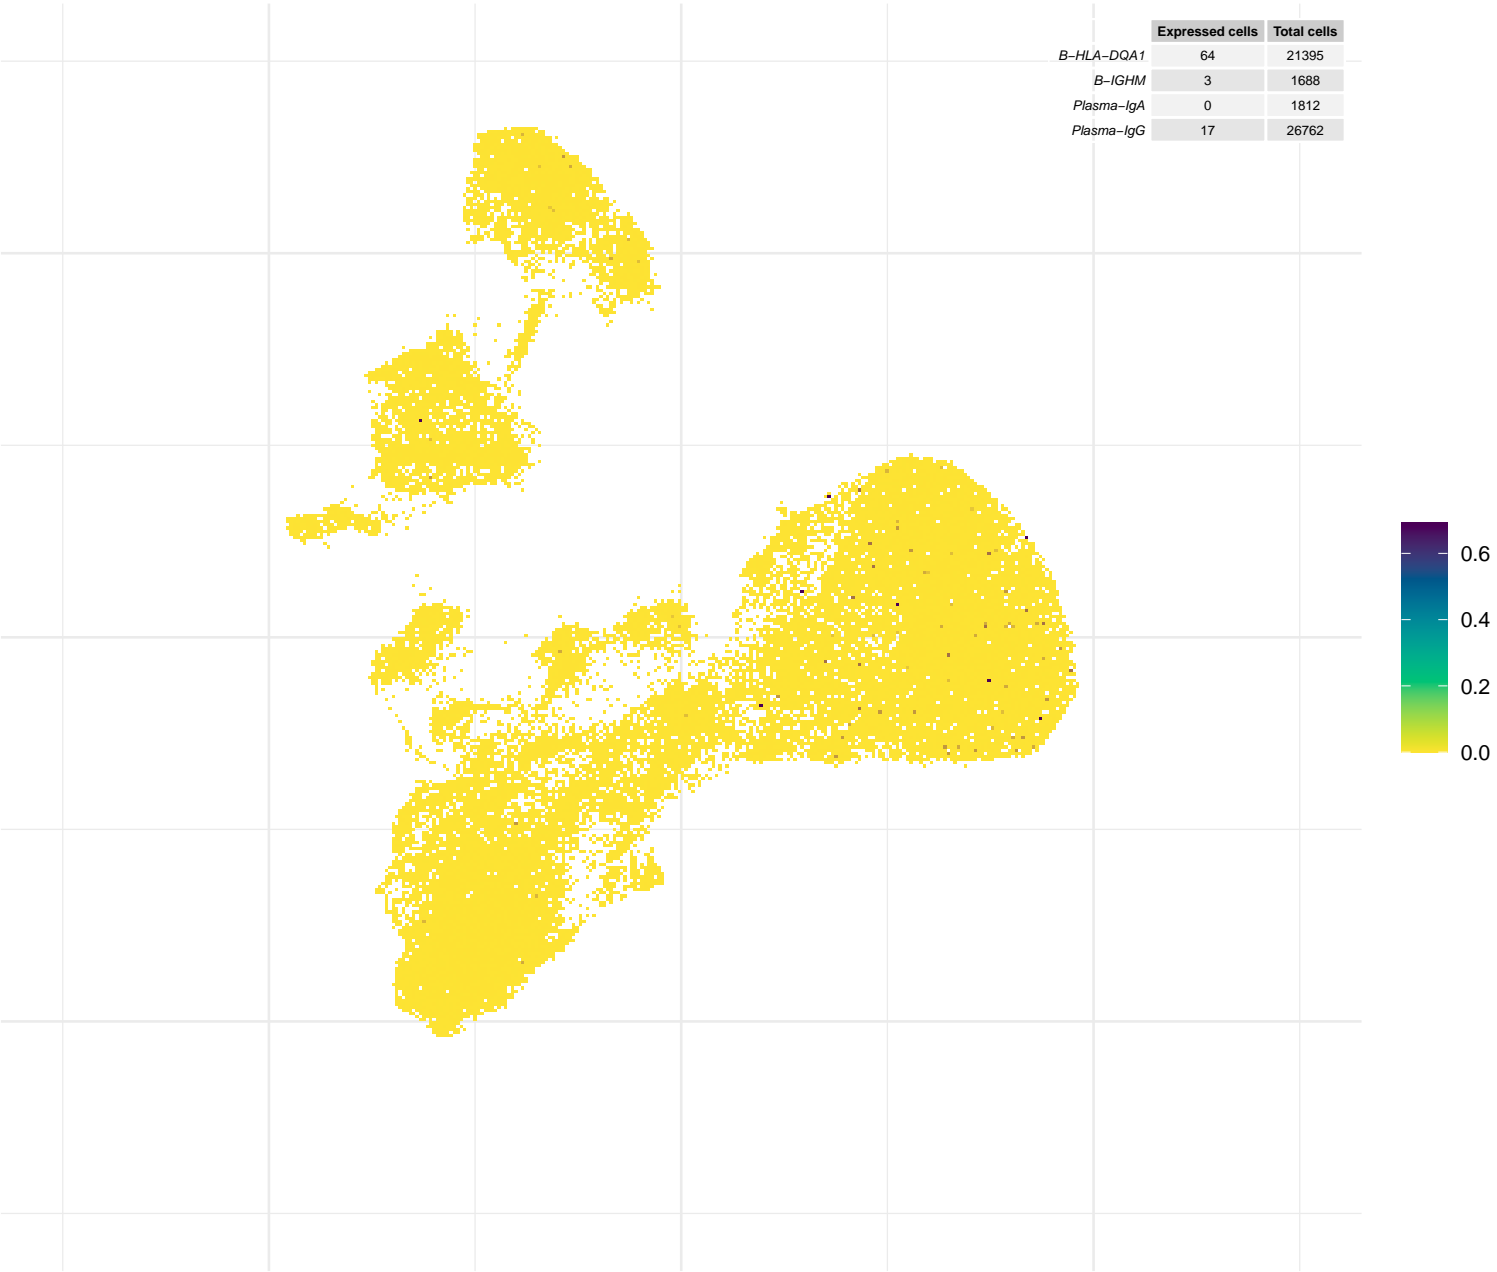 Expressed cells Total cells
B−HLA−DQA1 64 21395
B−IGHM 3 1688
Plasma−IgA 0 1812
Plasma−IgG 17 26762
0.6
0.4
0.2
0.0